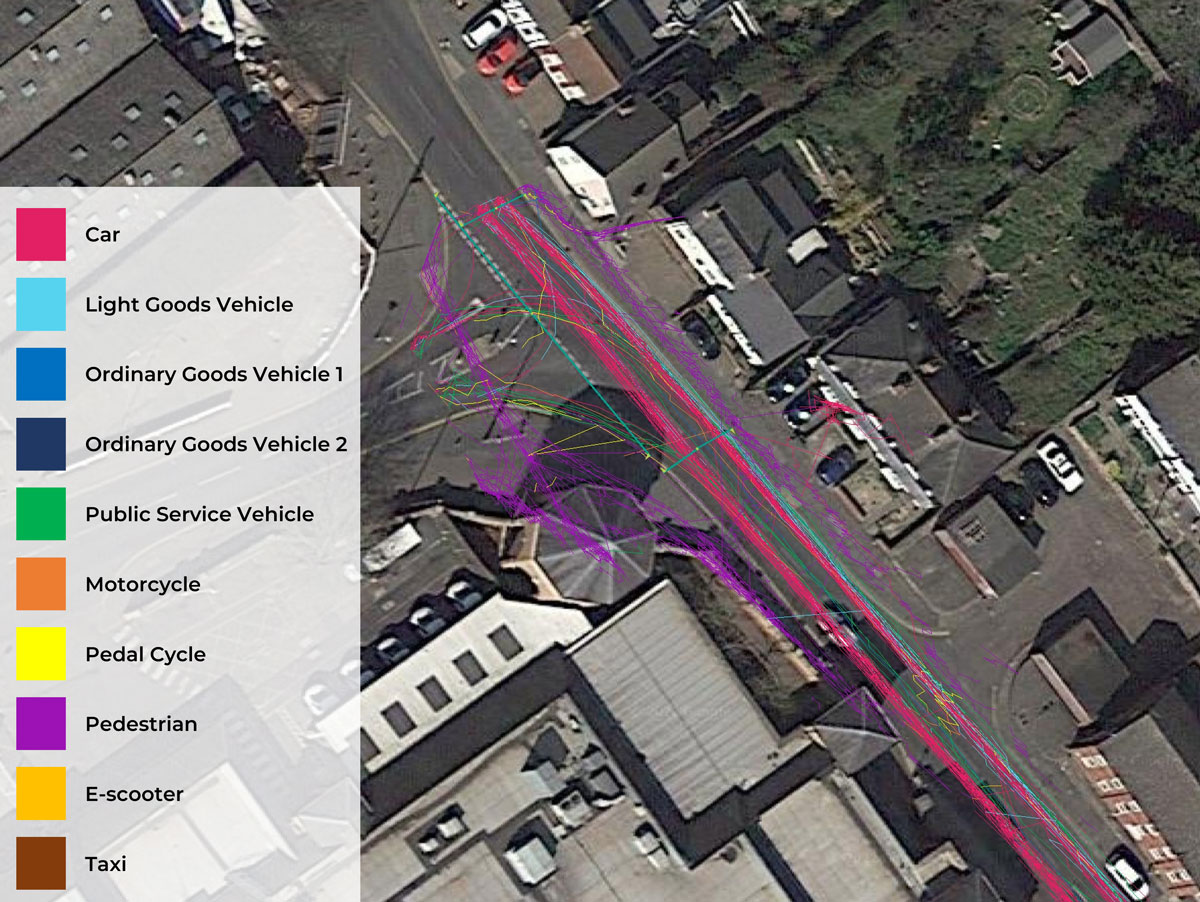 Car
Light Goods Vehicle
Ordinary Goods Vehicle 1
Ordinary Goods Vehicle 2
Public Service Vehicle
Motorcycle
Pedal Cycle
Pedestrian
E-scooter
Taxi